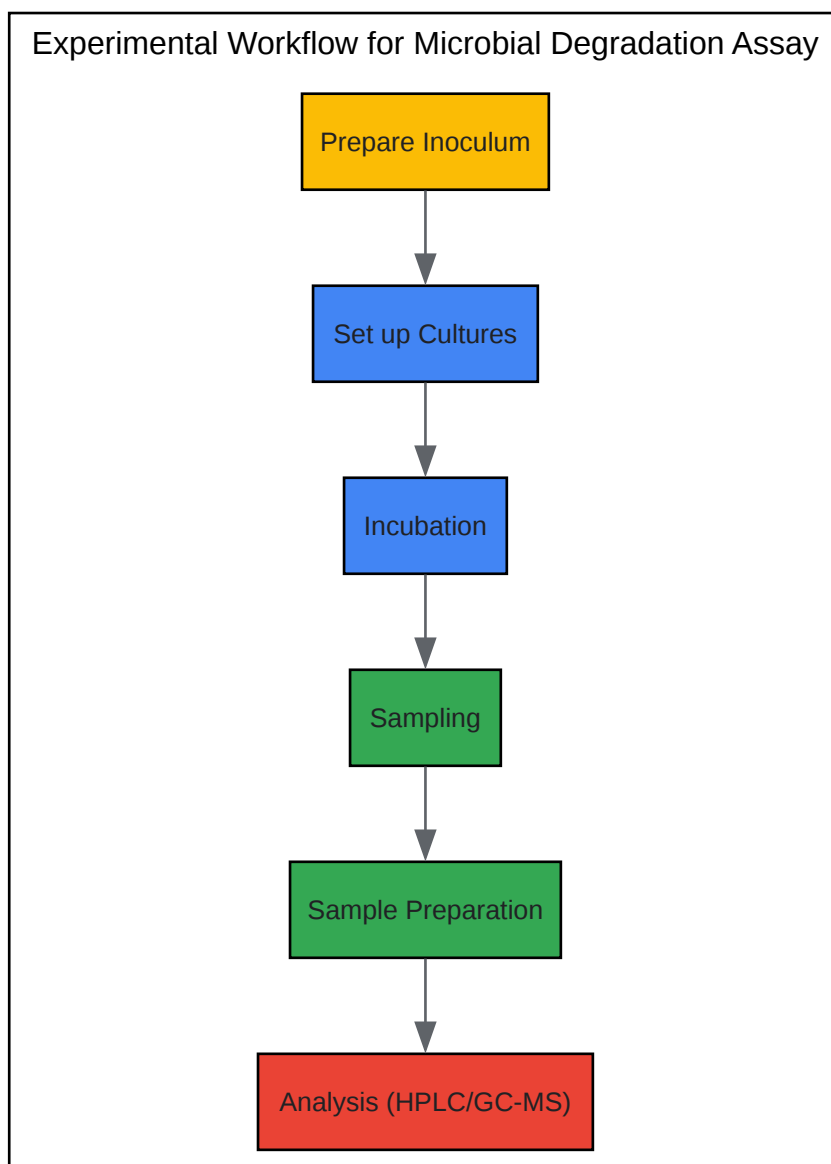 Experimental Workflow for Microbial Degradation Assay
Prepare Inoculum
Set up Cultures
Incubation
Sampling
Sample Preparation
Analysis (HPLC/GC-MS)